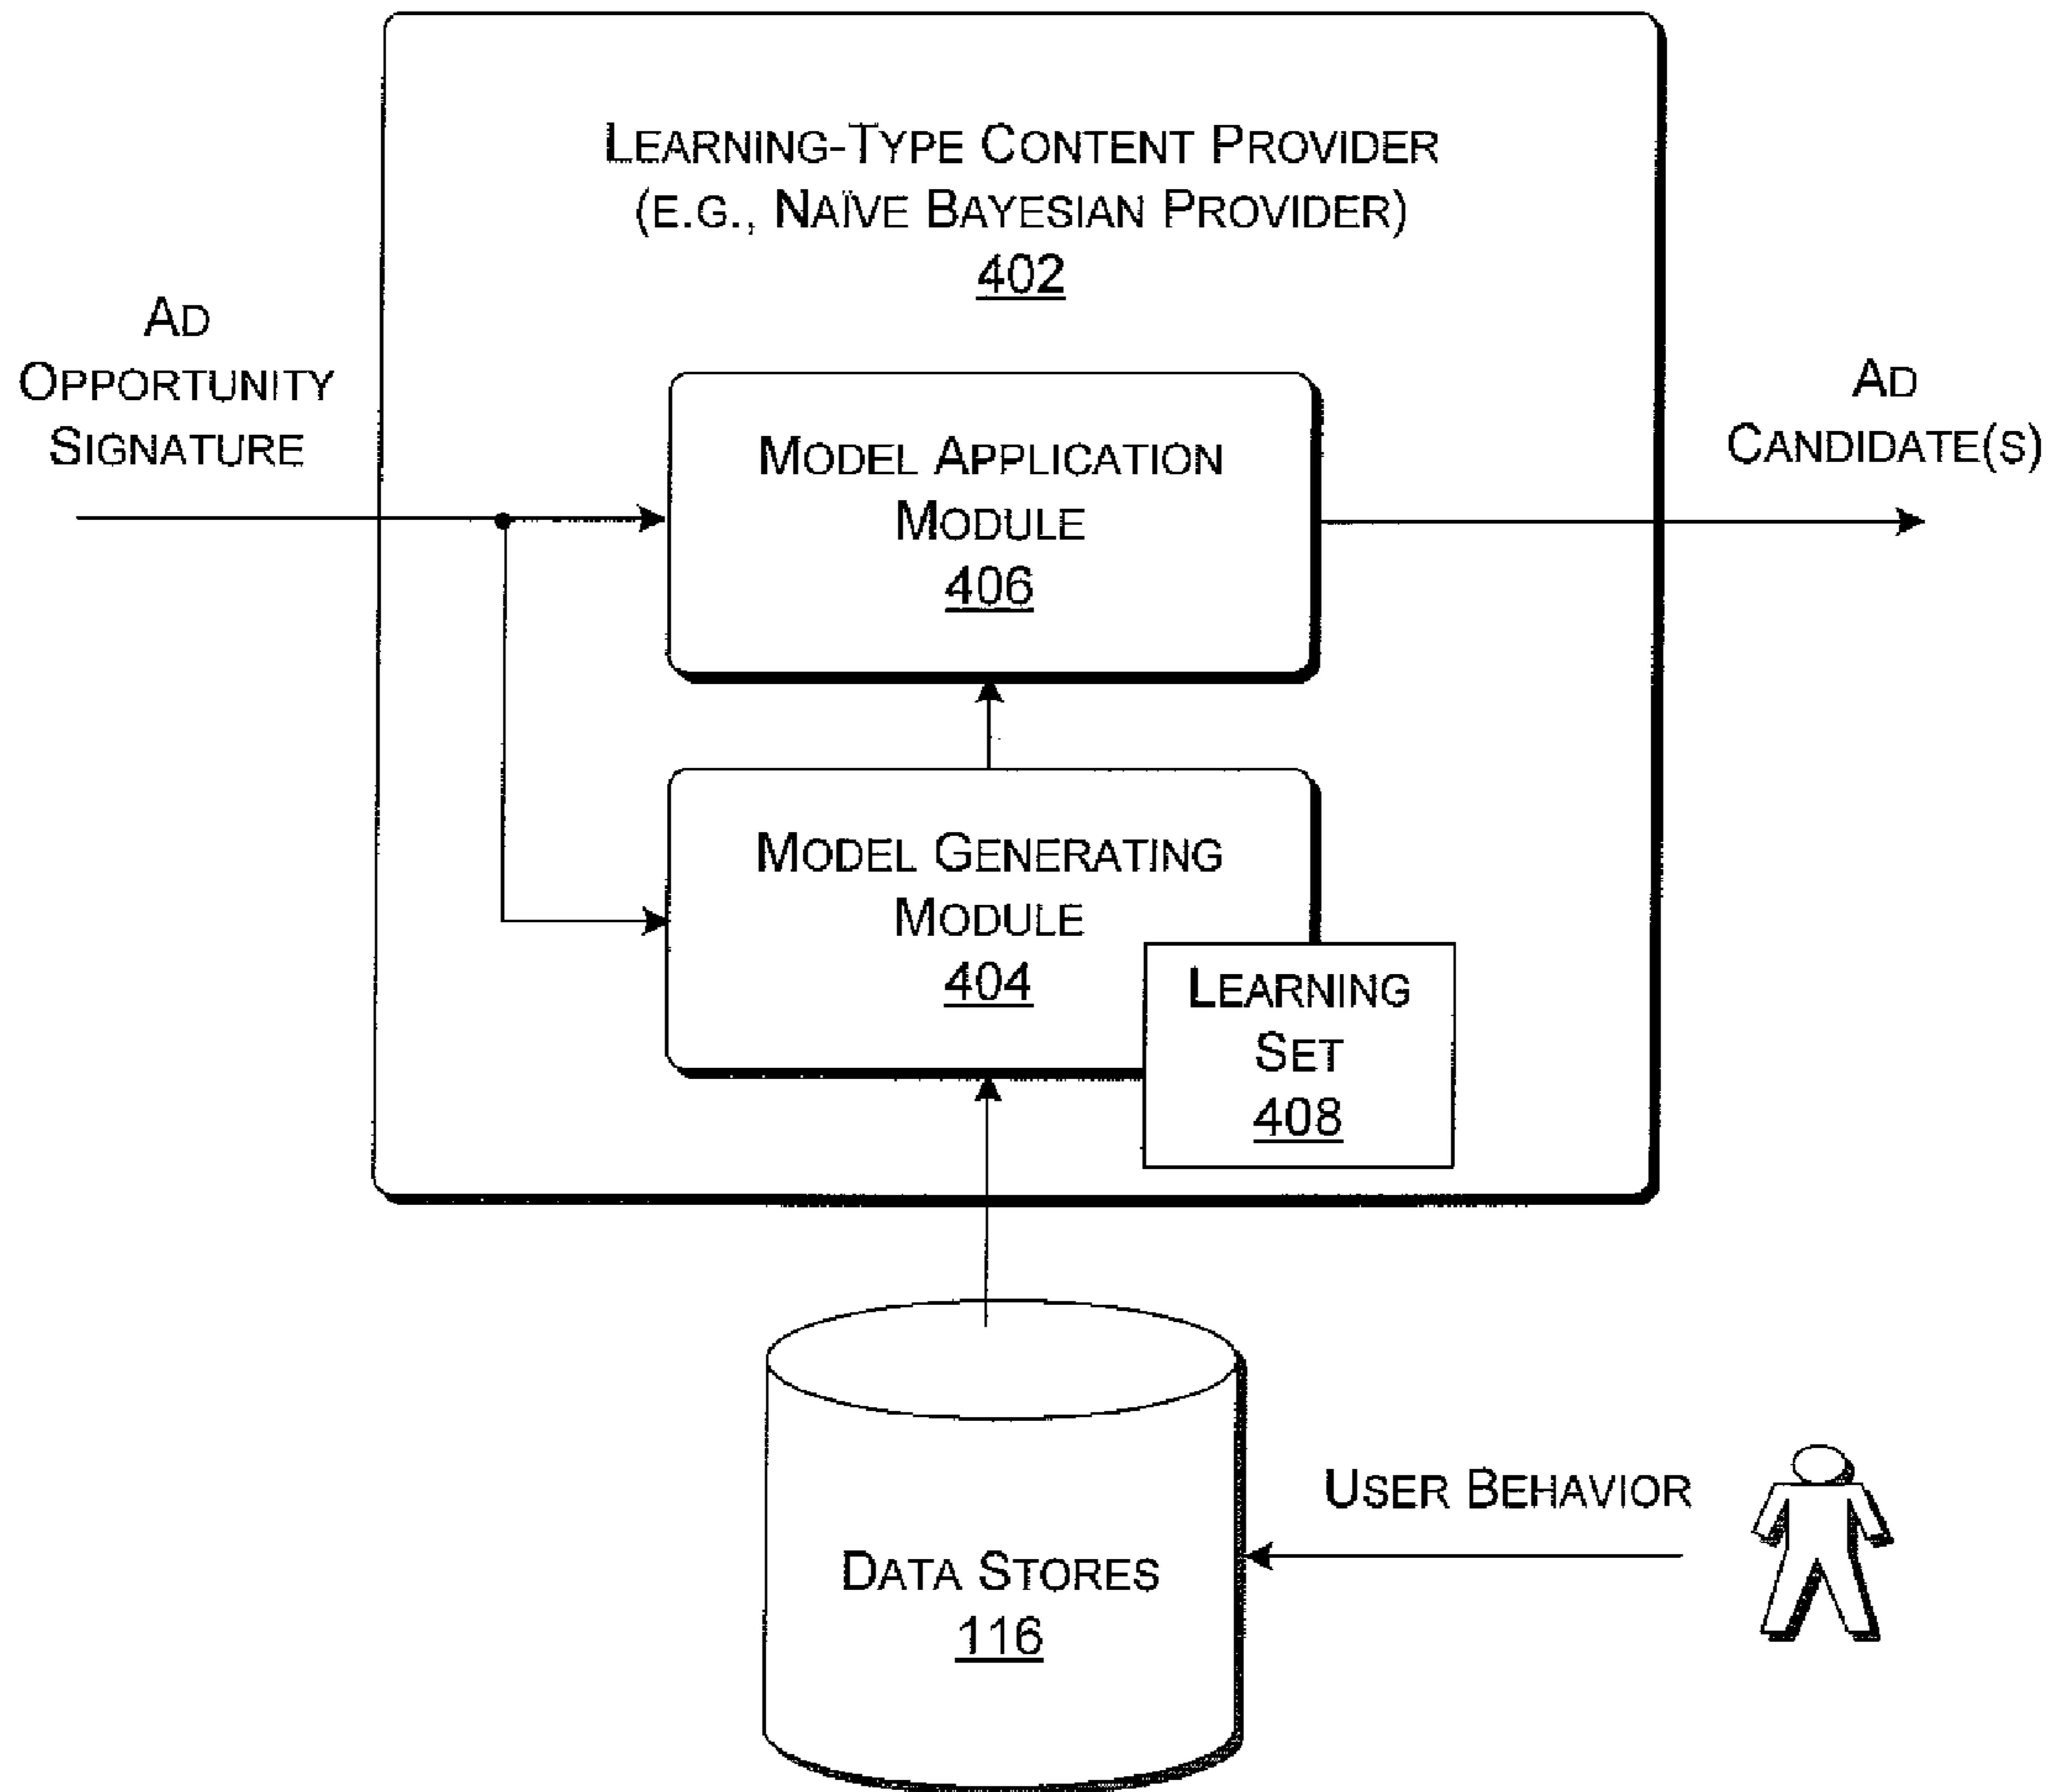 LEARNING-TYPE CONTENT PROVIDER
(E.G., NAÏVE BAYESIAN PROVIDER)
402
AD
OPPORTUNITY
SIGNATURE
MODEL APPLICATION
MODULE
406
AD
CANDIDATE(S)
MODEL GENERATING
MODULE
404
LEARNING
SET
408
USER BEHAVIOR
DATA STORES
116